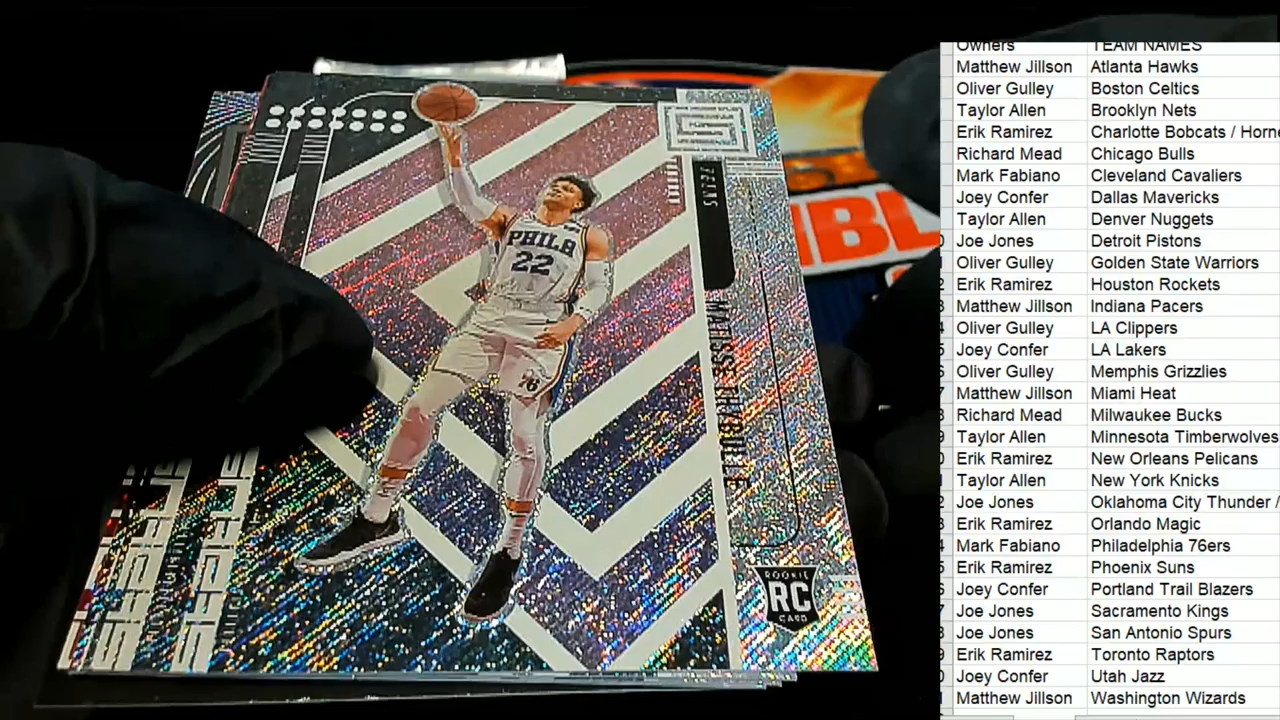 PHILA
22
76
MATISSE THYBULLE
ROOKIE
RC
CARD
NBL
Owners TEAM NAMES
Matthew Jillson Atlanta Hawks
Oliver Gulley Boston Celtics
Taylor Allen Brooklyn Nets
Erik Ramirez Charlotte Bobcats / Horn
Richard Mead Chicago Bulls
Mark Fabiano Cleveland Cavaliers
Joey Confer Dallas Mavericks
Taylor Allen Denver Nuggets
Joe Jones Detroit Pistons
Oliver Gulley Golden State Warriors
Erik Ramirez Houston Rockets
Matthew Jillson Indiana Pacers
Oliver Gulley LA Clippers
Joey Confer LA Lakers
Oliver Gulley Memphis Grizzlies
Matthew Jillson Miami Heat
Richard Mead Milwaukee Bucks
Taylor Allen Minnesota Timberwolves
Erik Ramirez New Orleans Pelicans
Taylor Allen New York Knicks
Joe Jones Oklahoma City Thunder /
Erik Ramirez Orlando Magic
Mark Fabiano Philadelphia 76ers
Erik Ramirez Phoenix Suns
Joey Confer Portland Trail Blazers
Joe Jones Sacramento Kings
Joe Jones San Antonio Spurs
Erik Ramirez Toronto Raptors
Joey Confer Utah Jazz
Matthew Jillson Washington Wizards